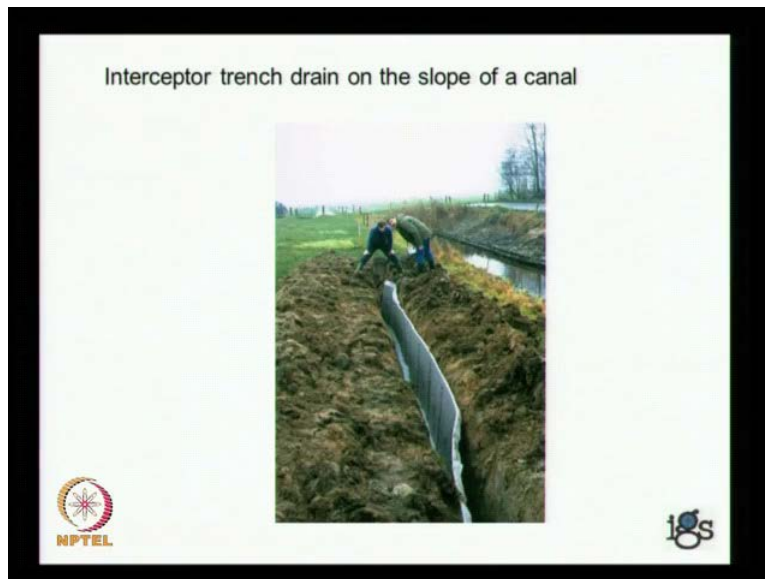 Interceptor trench drain on the slope of a canal
NPTEL
igs